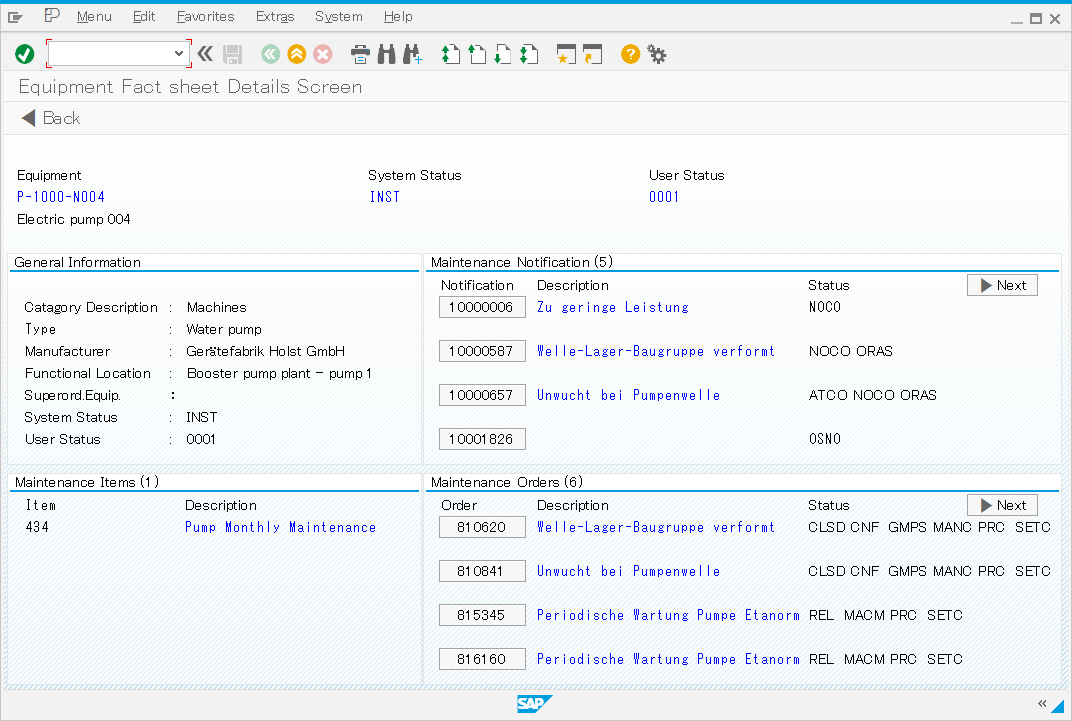 Menu Edit Favorites Extras System Help
Equipment Fact sheet Details Screen
Back
Equipment System Status User Status
P-1000-N004 INST 0001
Electric pump 004
General Information
Catagory Description : Machines
Type : Water pump
Manufacturer : Gerätefabrik Holst GmbH
Functional Location : Booster pump plant - pump 1
Superord.Equip. :
System Status : INST
User Status : 0001
Maintenance Notification (5)
Notification Description Status Next
10000006 Zu geringe Leistung NOCO
10000587 Welle-Lager-Baugruppe verformt NOCO ORAS
10000657 Unwucht bei Pumpenwelle ATCO NOCO ORAS
10001826 OSNO
Maintenance Items (1)
Item Description
434 Pump Monthly Maintenance
Maintenance Orders (6)
Order Description Status Next
810620 Welle-Lager-Baugruppe verformt CLSD CNF GMPS MANC PRC SETC
810841 Unwucht bei Pumpenwelle CLSD CNF GMPS MANC PRC SETC
815345 Periodische Wartung Pumpe Etanorm REL MACM PRC SETC
816160 Periodische Wartung Pumpe Etanorm REL MACM PRC SETC
SAP